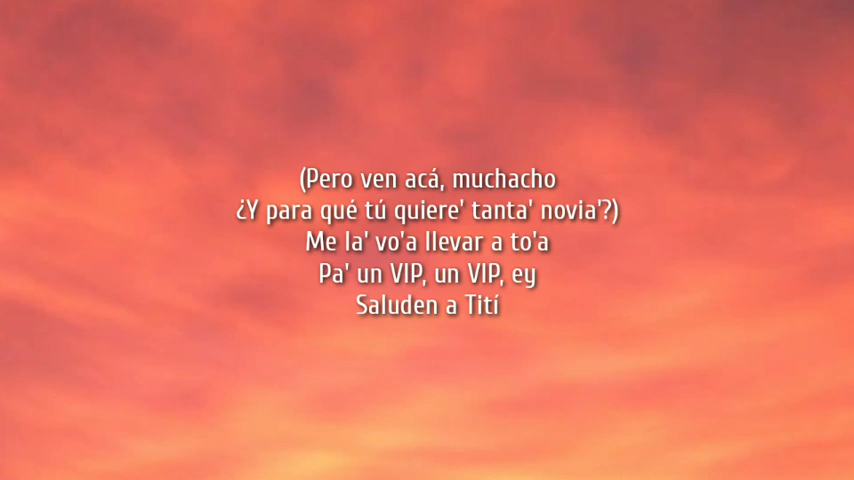 (Pero ven acá, muchacho
¿Y para qué tú quiere' tanta' novia'?)
Me la' vo'a llevar a to'a
Pa' un VIP, un VIP, ey
Saluden a Tití